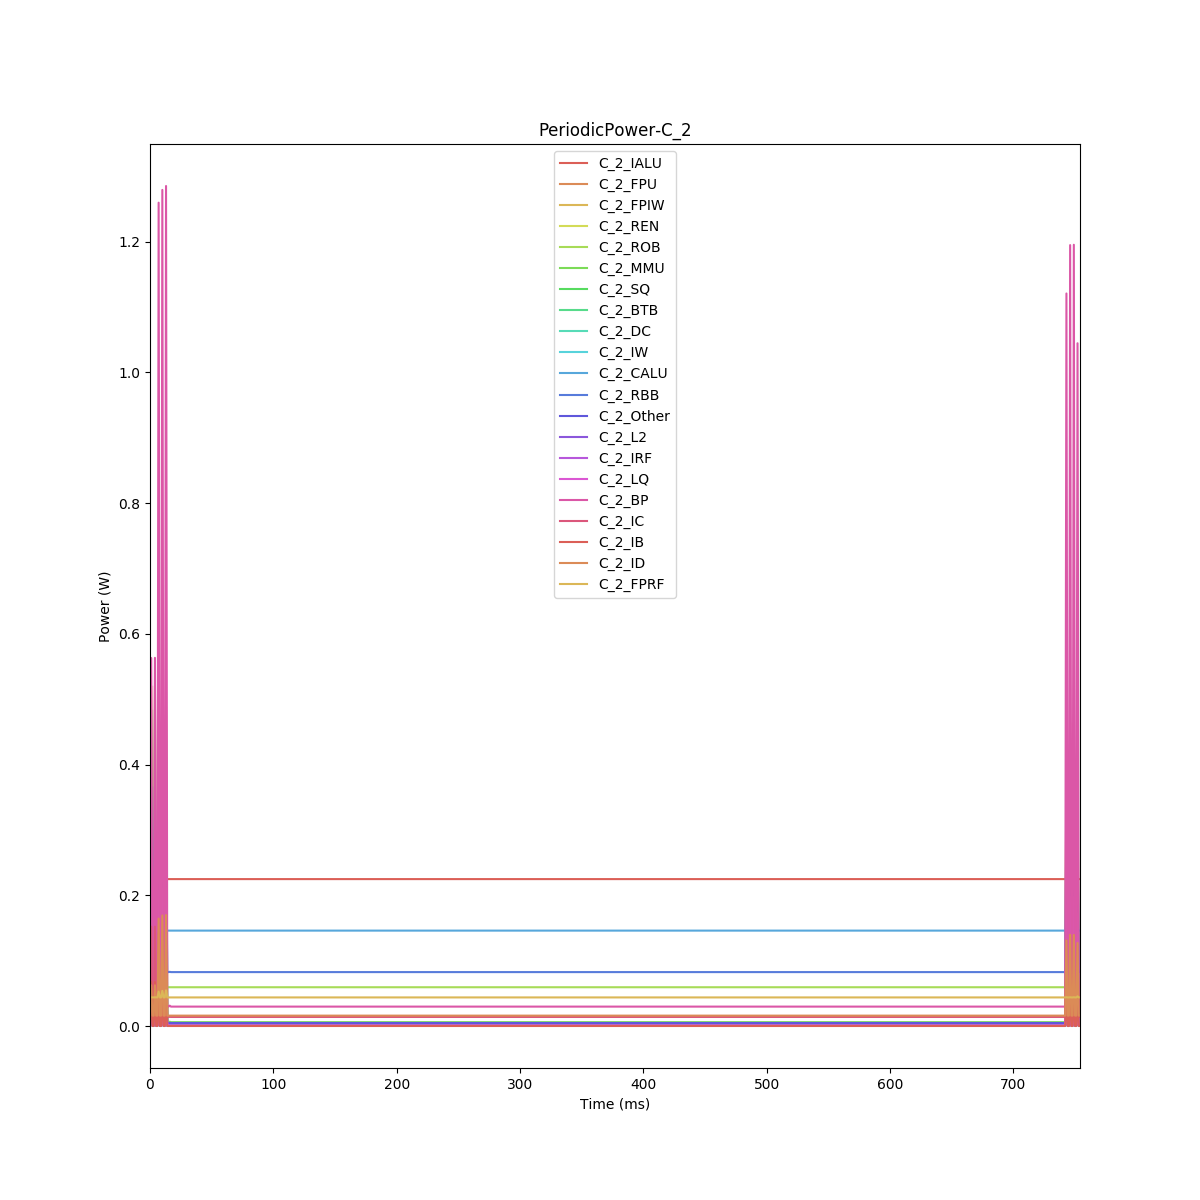 PeriodicPower-C_2
C_2_IALU
C_2_FPU
C_2_FPIW
C_2_REN
C_2_ROB
C_2_MMU
C_2_SQ
C_2_BTB
C_2_DC
C_2_IW
C_2_CALU
C_2_RBB
C_2_Other
C_2_L2
C_2_IRF
C_2_LQ
C_2_BP
C_2_IC
C_2_IB
C_2_ID
C_2_FPRF
1.2
1.0
0.8
0.6
0.4
0.2
0.0
Power (W)
0 100 200 300 400 500 600 700
Time (ms)